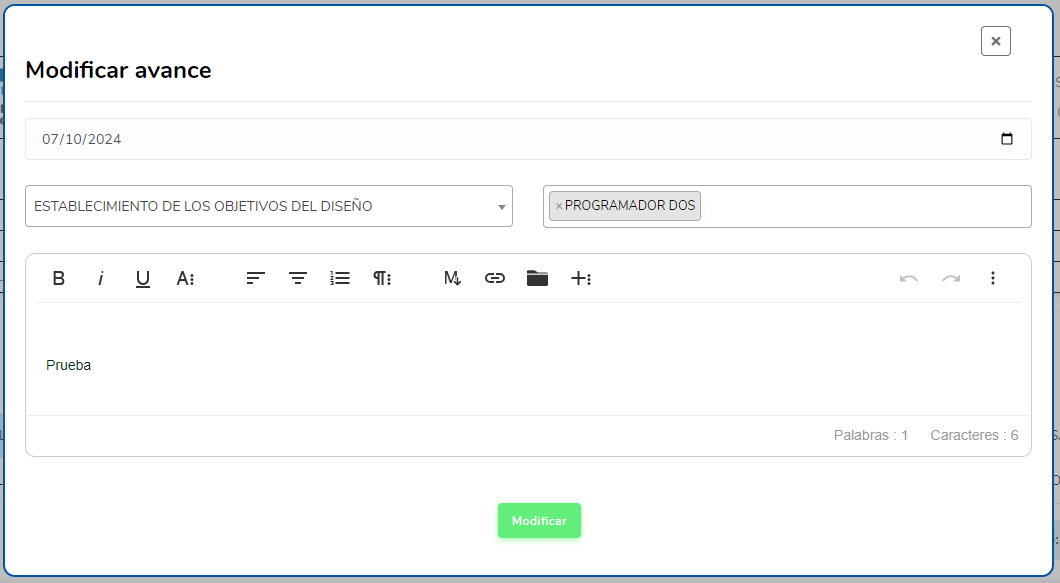 Modificar avance
07/10/2024
ESTABLECIMIENTO DE LOS OBJETIVOS DEL DISEÑO
×PROGRAMADOR DOS
Prueba
Palabras : 1 Caracteres : 6
Modificar